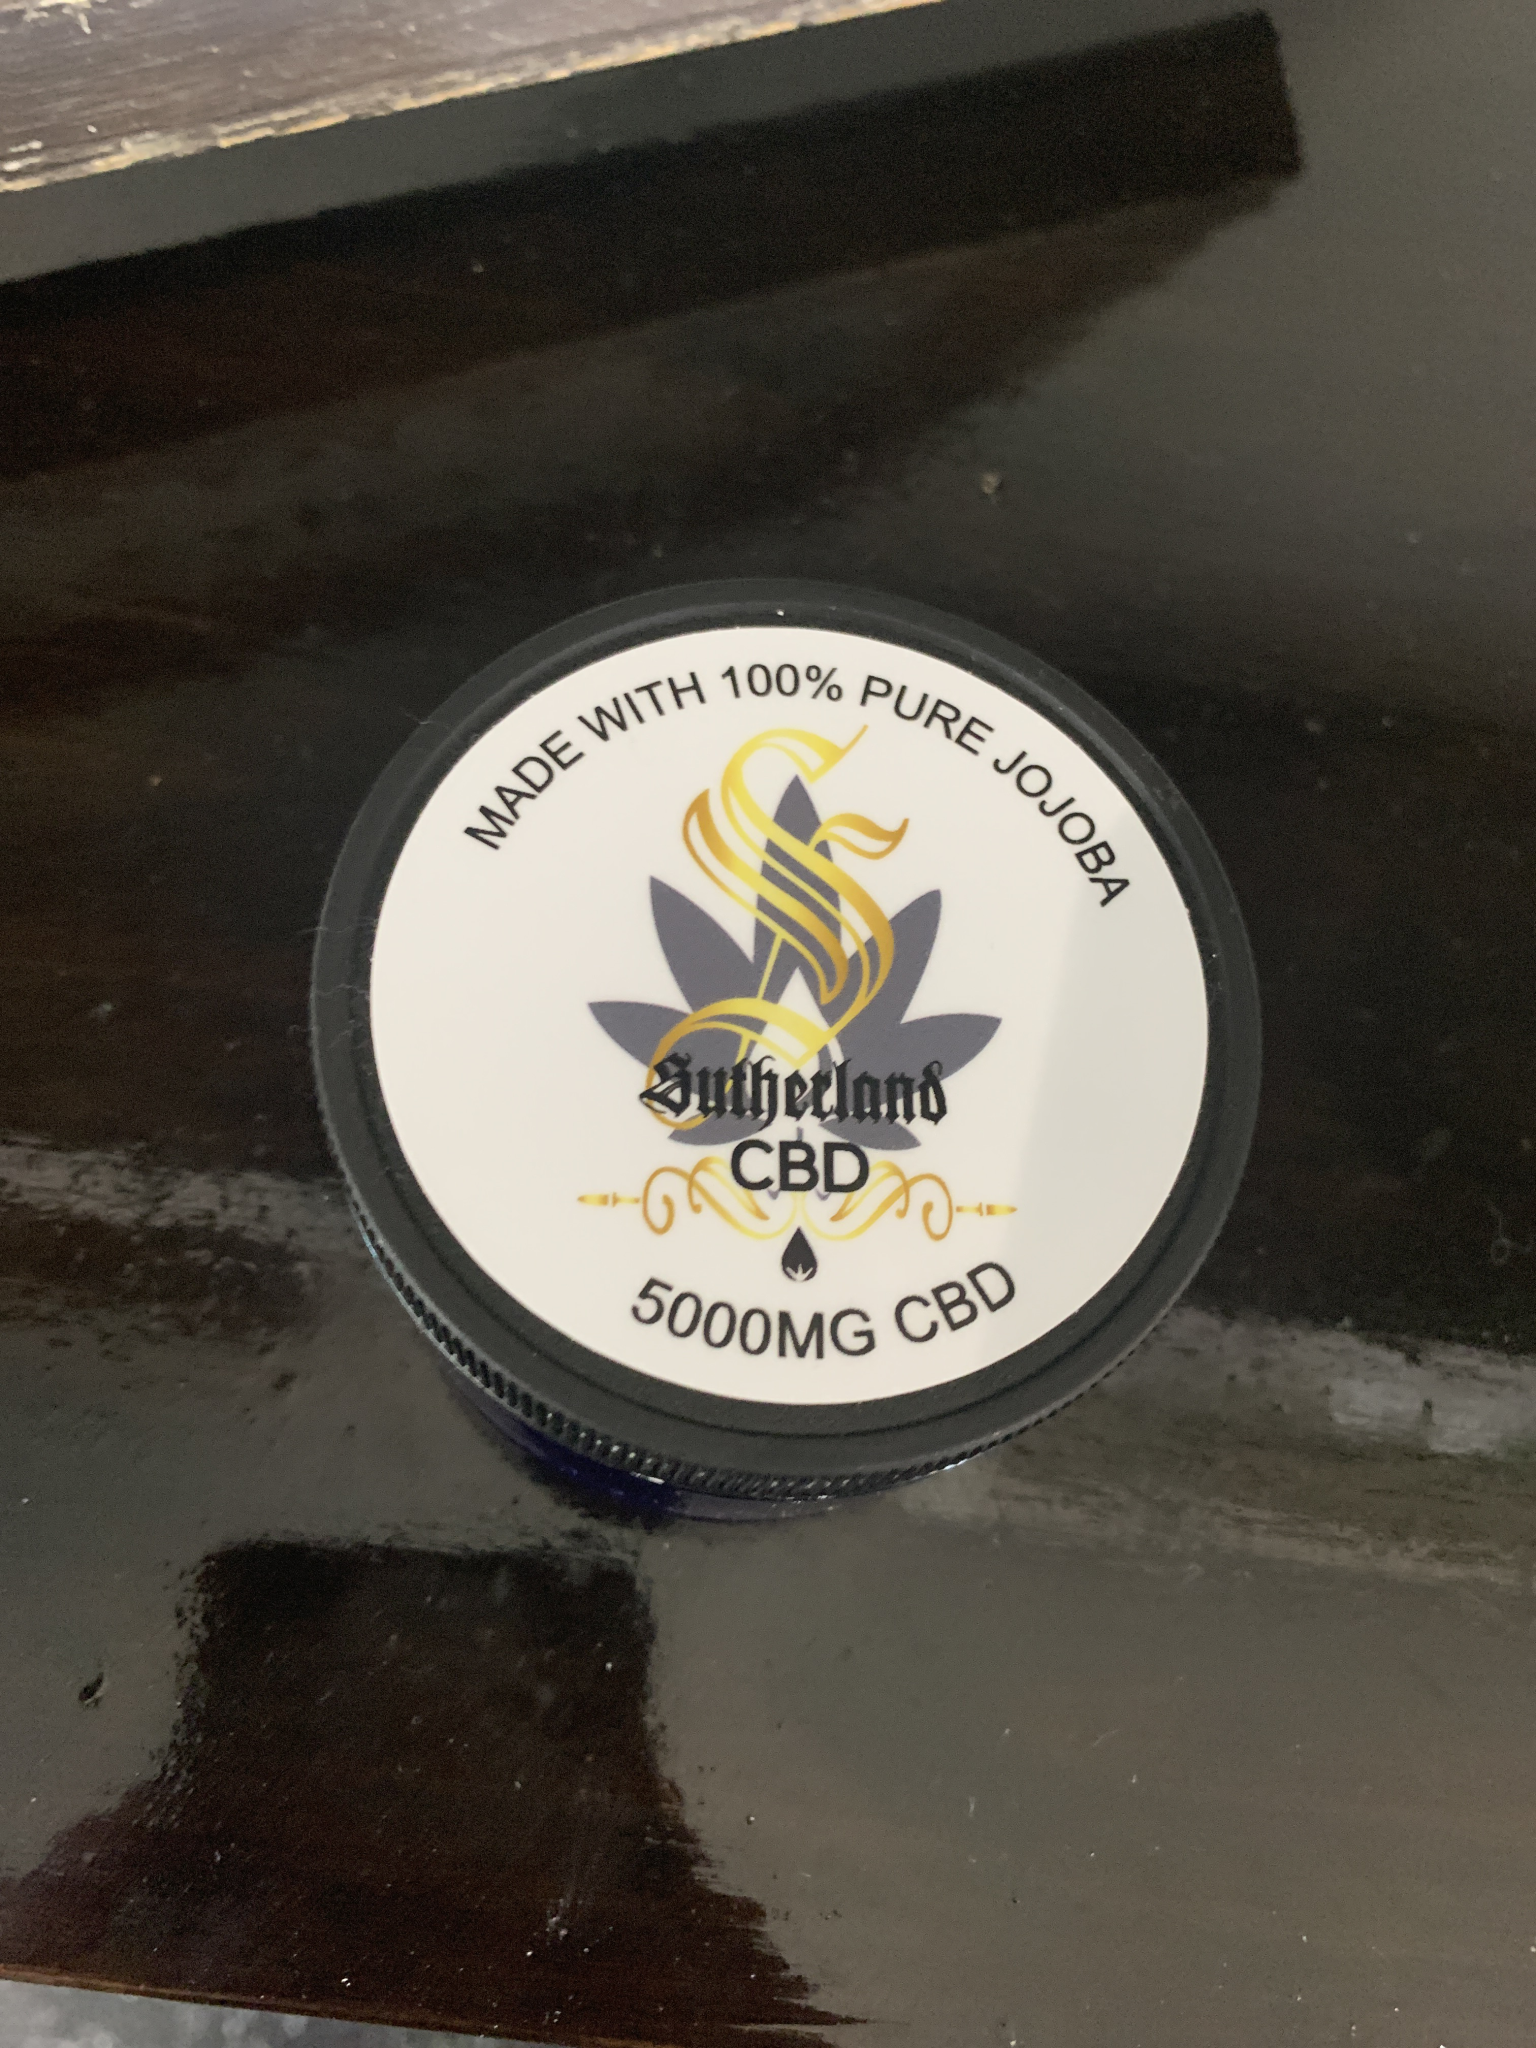 MADE WITH 100% PURE JOJOBA
S
Sutherland
CBD
5000MG CBD